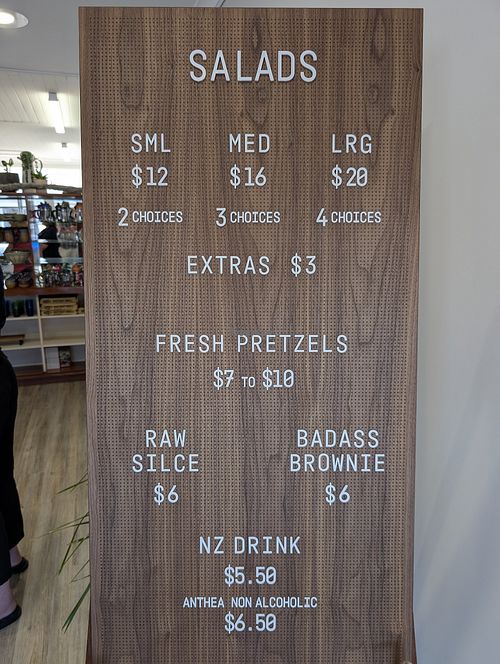 SALADS
SML MED LRG
$12 $16 $20
2 CHOICES 3 CHOICES 4 CHOICES
EXTRAS $3
FRESH PRETZELS
$7 TO $10
RAW BADASS
SILCE BROWNIE
$6 $6
NZ DRINK
$5.50
ANTHEA NON ALCOHOLIC
$6.50